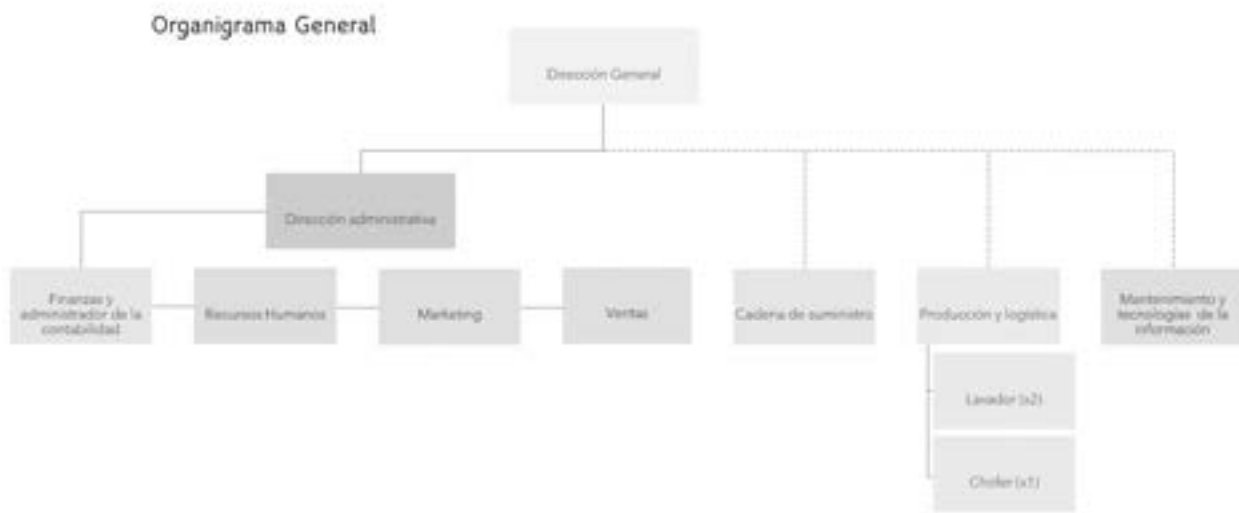 Organigrama General
Dirección General
Dirección administrativa
Finanzas y
administrador de la
contabilidad
Recursos Humanos
Marketing
Ventas
Cadena de suministro
Producción y logística
Mantenimiento y
tecnologías de la
información
Lavador (x2)
Chofer (x1)